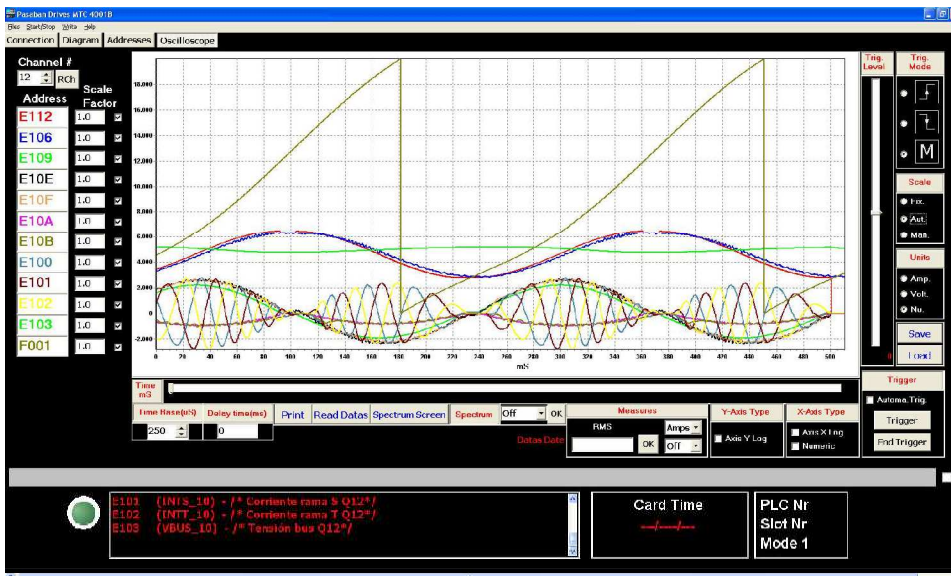 Pasaban Drives MTC 4001B
Files Start/Stop Write Help
Connection Diagram Addresses Oscilloscope
Channel #
12 RCh
Address Scale Factor
E112 1.0
E106 1.0
E109 1.0
E10E 1.0
E10F 1.0
E10A 1.0
E10B 1.0
E100 1.0
E101 1.0
E102 1.0
E103 1.0
F001 1.0
18.000
16.000
14.000
12.000
10.000
8.000
6.000
4.000
2.000
0
-2.000
0 20 40 60 80 100 120 140 160 180 200 220 240 260 280 300 320 340 360 380 400 420 440 460 480 500
mS
Trig. Level
0
Trig. Mode
M
Scale
Fix.
Aut.
Man.
Units
Amp.
Volt.
Nu.
Save
Load
Trigger
Automa.Trig.
Trigger
End Trigger
Time mS
Time Base(uS)
250
Delay time(ms)
0
Print Read Datas Spectrum Screen Spectrum Off OK
Datas Date
Measures
RMS Amps
OK Off
Y-Axis Type
Axis Y Log
X-Axis Type
Axis X Log
Numeric
E101 (INTS_10) - /* Corriente rama S Q12*/
E102 (INTT_10) - /* Corriente rama T Q12*/
E103 (VBUS_10) - /* Tensión bus Q12*/
Card Time
--/---/---
PLC Nr
Slot Nr
Mode 1